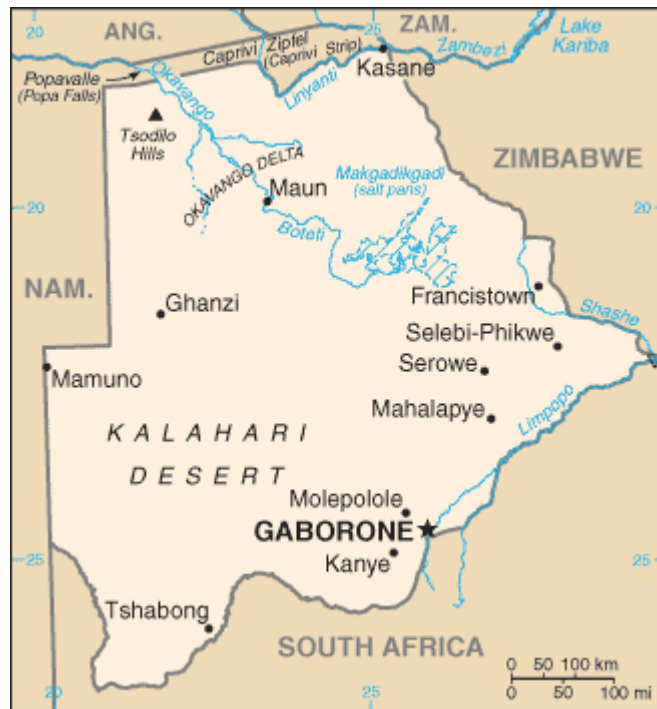 20
ANG.
25
ZAM.
Lake
Kariba
Caprivi Zipfel
(Caprivi Strip)
Zambezi
Kasane
Popavalle
(Popa Falls)
Okavango
Linyanti
Tsodilo
Hills
ZIMBABWE
OKAVANGO DELTA
Makgadikgadi
(salt pans)
Maun
20
20
Boteti
NAM.
Ghanzi
Francistown
Shashe
Selebi-Phikwe
Serowe
Mamuno
Mahalapye
Limpopo
KALAHARI
DESERT
Molepolole
GABORONE
Kanye
25
25
Tshabong
SOUTH AFRICA
0 50 100 km
0 50 100 mi
20
25